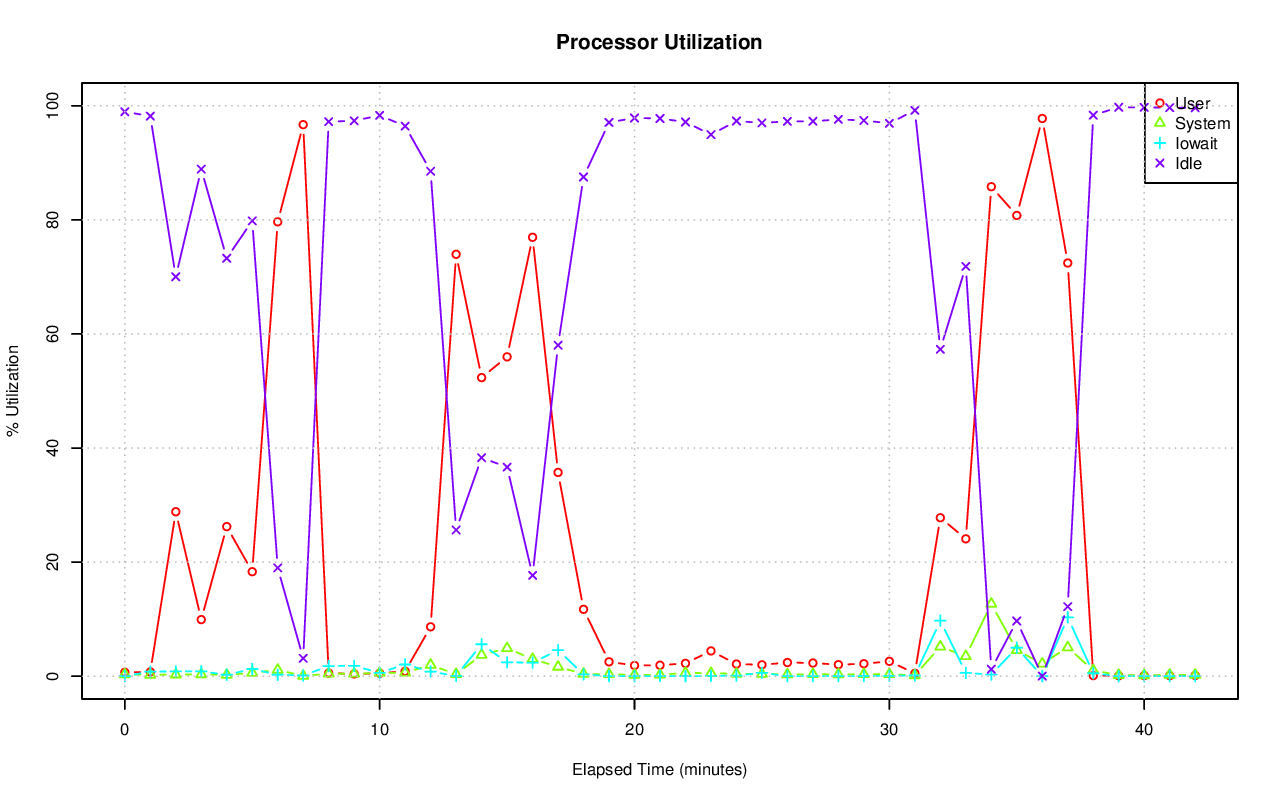 Processor Utilization
User
System
Iowait
Idle
% Utilization
100
80
60
40
20
0
0 10 20 30 40
Elapsed Time (minutes)